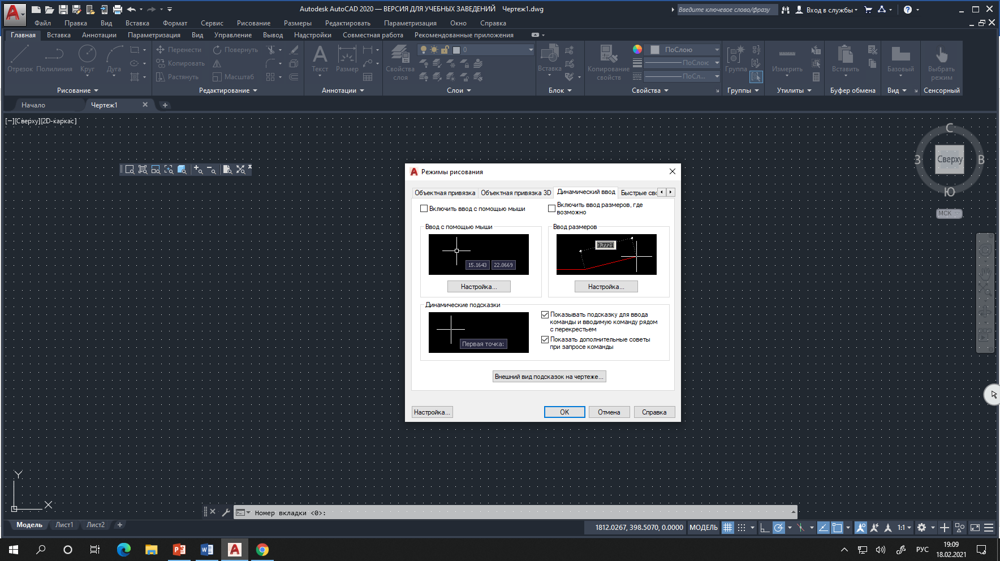 Autodesk AutoCAD 2020 — ВЕРСИЯ ДЛЯ УЧЕБНЫХ ЗАВЕДЕНИЙ Чертеж1.dwg
Введите ключевое слово/фразу
Вход в службы
Файл Правка Вид Вставка Формат Сервис Рисование Размеры Редактировать Параметризация Окно Справка
Главная Вставка Аннотации Параметризация Вид Управление Вывод Надстройки Совместная работа Рекомендованные приложения
Отрезок Полилиния Круг Дуга
Перенести Повернуть
Копировать
Растянуть Масштаб
Текст Размер
Свойства слоя
0
Вставка
Копирование свойств
ПоСлою
ПоСлою
ПоСл...
Группа
Измерить
Вставить
Базовый
Выбрать режим
Рисование Редактирование Аннотации Слои Блок Свойства Группы Утилиты Буфер обмена Вид Сенсорный
Начало Чертеж1
[−][Сверху][2D-каркас]
С
З Сверху В
Ю
МСК
Режимы рисования
Объектная привязка Объектная привязка 3D Динамический ввод Быстрые сво
Включить ввод с помощью мыши
Включить ввод размеров, где
возможно
Ввод с помощью мыши
Ввод размеров
3.7721
15.1643 22.0669
Настройка... Настройка...
Динамические подсказки
Первая точка:
Показывать подсказку для ввода
команды и вводимую команду рядом
с перекрестьем
Показать дополнительные советы
при запросе команды
Внешний вид подсказок на чертеже...
Настройка... ОК Отмена Справка
Y
X
Номер вкладки <0>:
Модель Лист1 Лист2
1812.0267, 398.5070, 0.0000 МОДЕЛЬ 1:1
РУС
19:09
18.02.2021